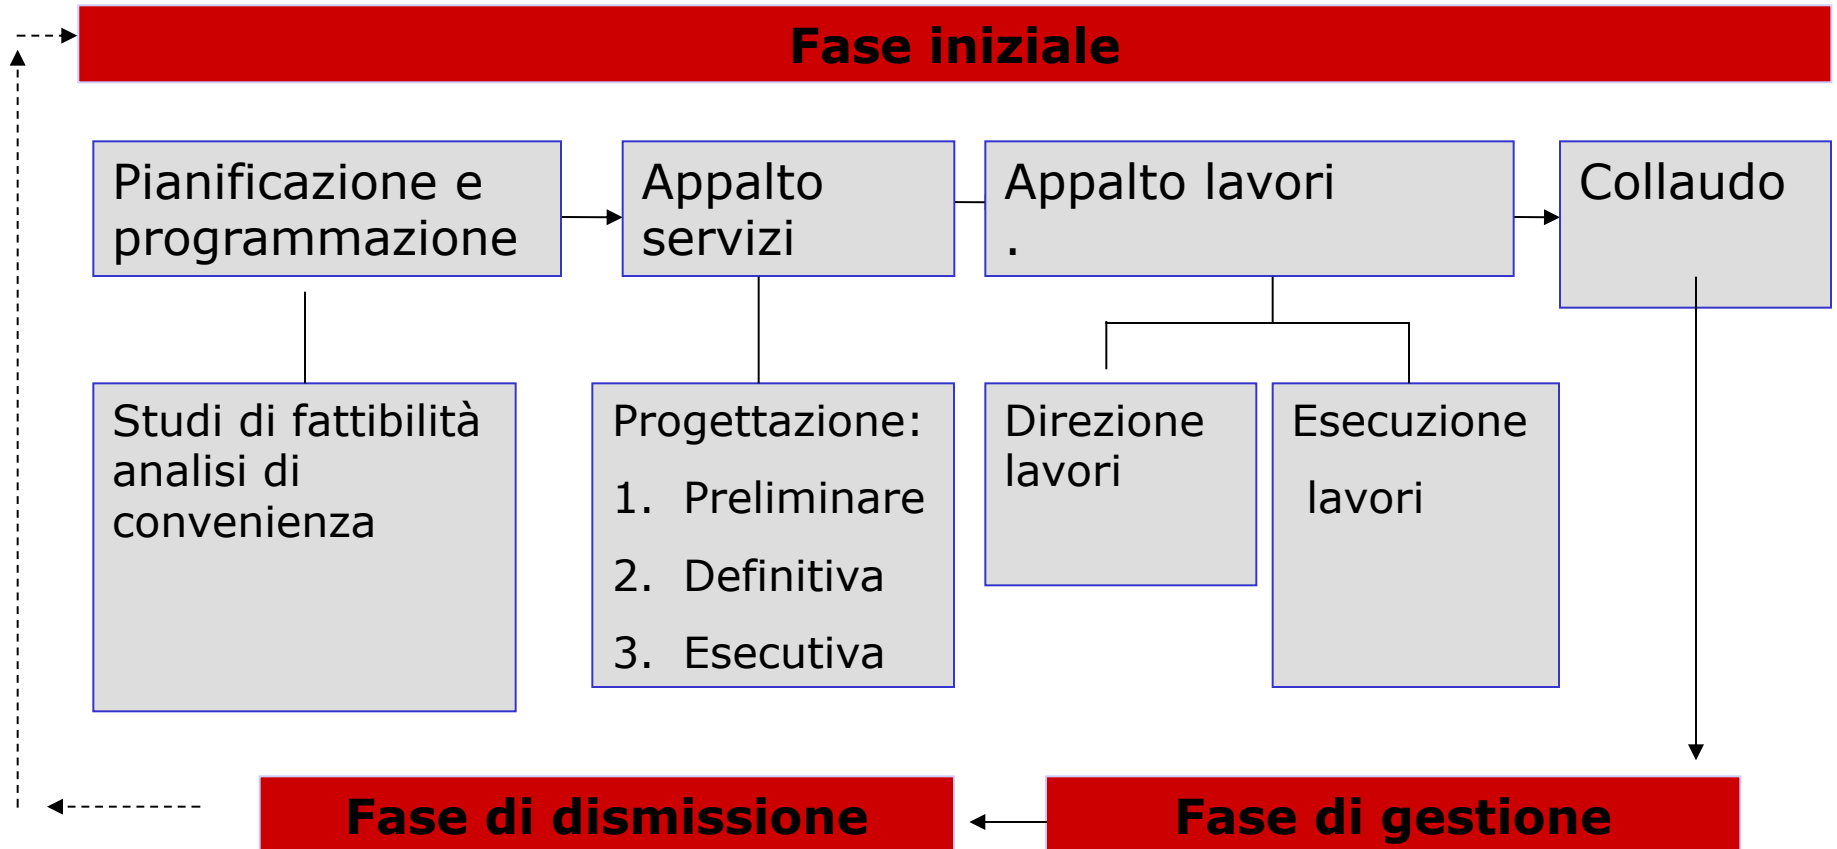 Fase iniziale
Pianificazione e
programmazione
Appalto
servizi
Appalto lavori
.
Collaudo
Studi di fattibilità
analisi di
convenienza
Progettazione:
1. Preliminare
2. Definitiva
3. Esecutiva
Direzione
lavori
Esecuzione
lavori
Fase di dismissione
Fase di gestione